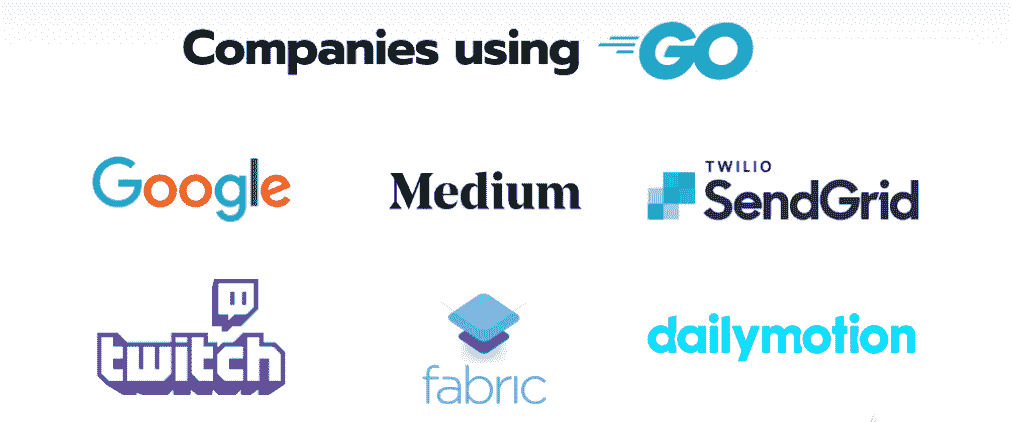 Companies using GO
Google
Medium
TWILIO
SendGrid
twitch
fabric
dailymotion